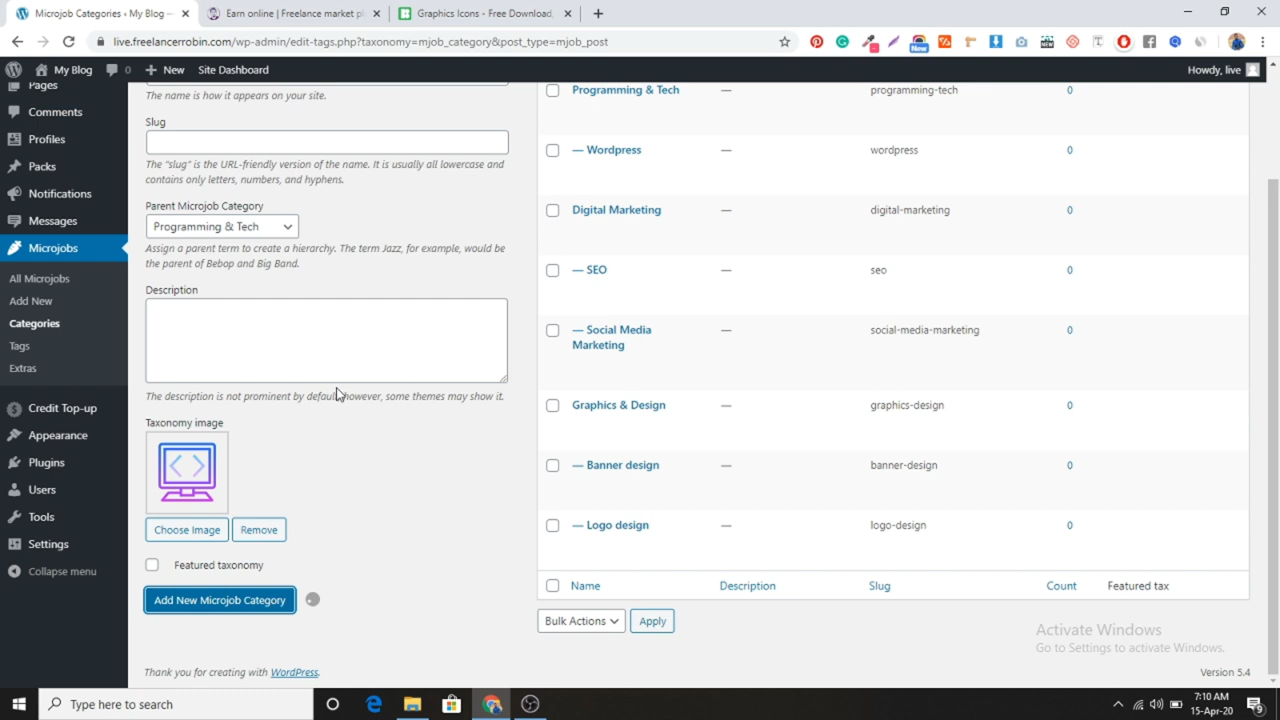 Microjob Categories ‹ My Blog —
Earn online | Freelance market pl
Graphics Icons - Free Download,
live.freelancerrobin.com/wp-admin/edit-tags.php?taxonomy=mjob_category&post_type=mjob_post
New
NEW
My Blog
0
New
Site Dashboard
Howdy, live
Pages
Comments
Profiles
Packs
Notifications
Messages
Microjobs
All Microjobs
Add New
Categories
Tags
Extras
Credit Top-up
Appearance
Plugins
Users
Tools
Settings
Collapse menu
The name is how it appears on your site.
Slug
The "slug" is the URL-friendly version of the name. It is usually all lowercase and
contains only letters, numbers, and hyphens.
Parent Microjob Category
Programming & Tech
Assign a parent term to create a hierarchy. The term Jazz, for example, would be
the parent of Bebop and Big Band.
Description
The description is not prominent by default; however, some themes may show it.
Taxonomy image
Choose Image
Remove
Featured taxonomy
Add New Microjob Category
Thank you for creating with WordPress.
Programming & Tech — programming-tech 0
— Wordpress — wordpress 0
Digital Marketing — digital-marketing 0
— SEO — seo 0
— Social Media — social-media-marketing 0
Marketing
Graphics & Design — graphics-design 0
— Banner design — banner-design 0
— Logo design — logo-design 0
Name Description Slug Count Featured tax
Bulk Actions
Apply
Activate Windows
Go to Settings to activate Windows.
Version 5.4
Type here to search
7:10 AM
15-Apr-20
9